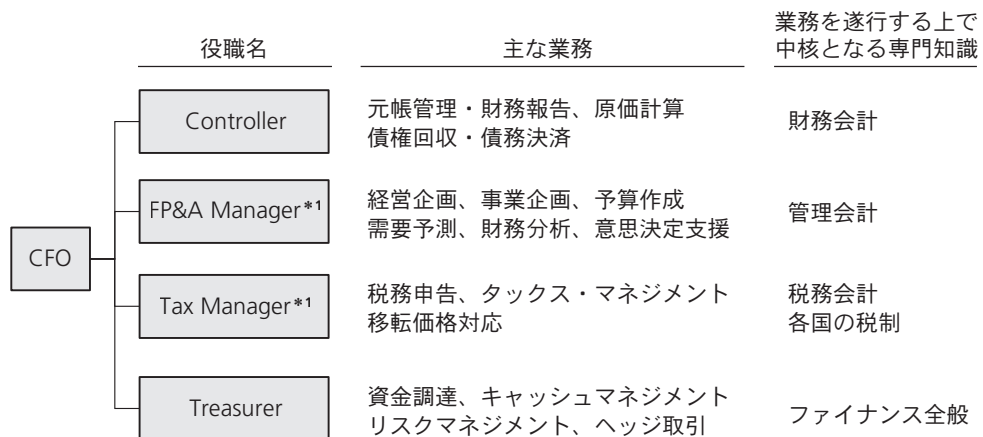 業務を遂行する上で
役職名 主な業務 中核となる専門知識
Controller 元帳管理・財務報告、原価計算
債権回収・債務決済
財務会計
FP&A Manager*1 経営企画、事業企画、予算作成
需要予測、財務分析、意思決定支援
管理会計
CFO
Tax Manager*1 税務申告、タックス・マネジメント
移転価格対応
税務会計
各国の税制
Treasurer 資金調達、キャッシュマネジメント
リスクマネジメント、ヘッジ取引
ファイナンス全般